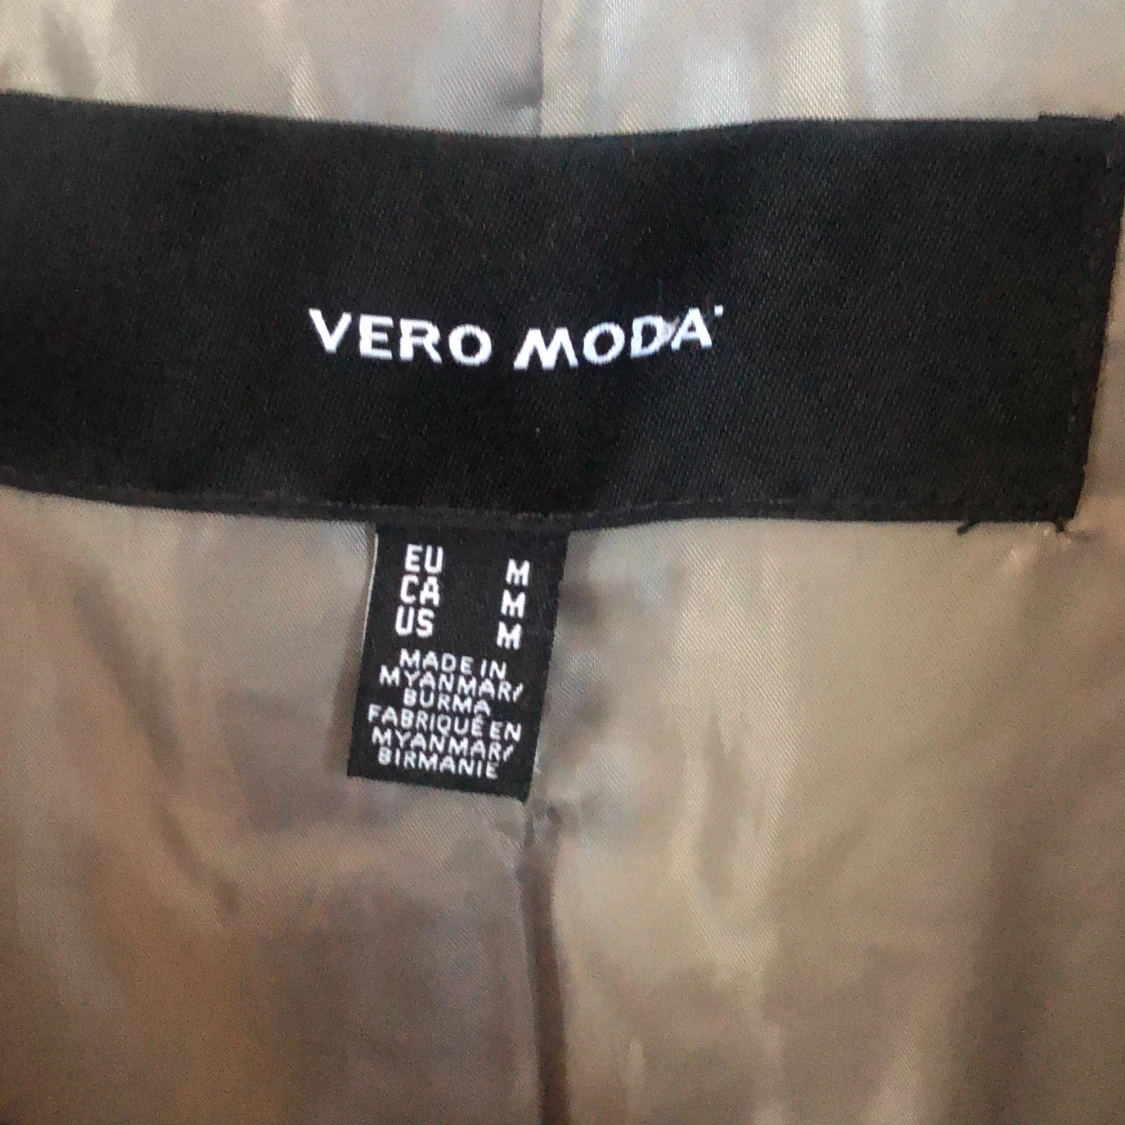 VERO MODA
EU M
CA M
US M
MADE IN
MYANMAR/
BURMA
FABRIQUÉ EN
MYANMAR/
BIRMANIE